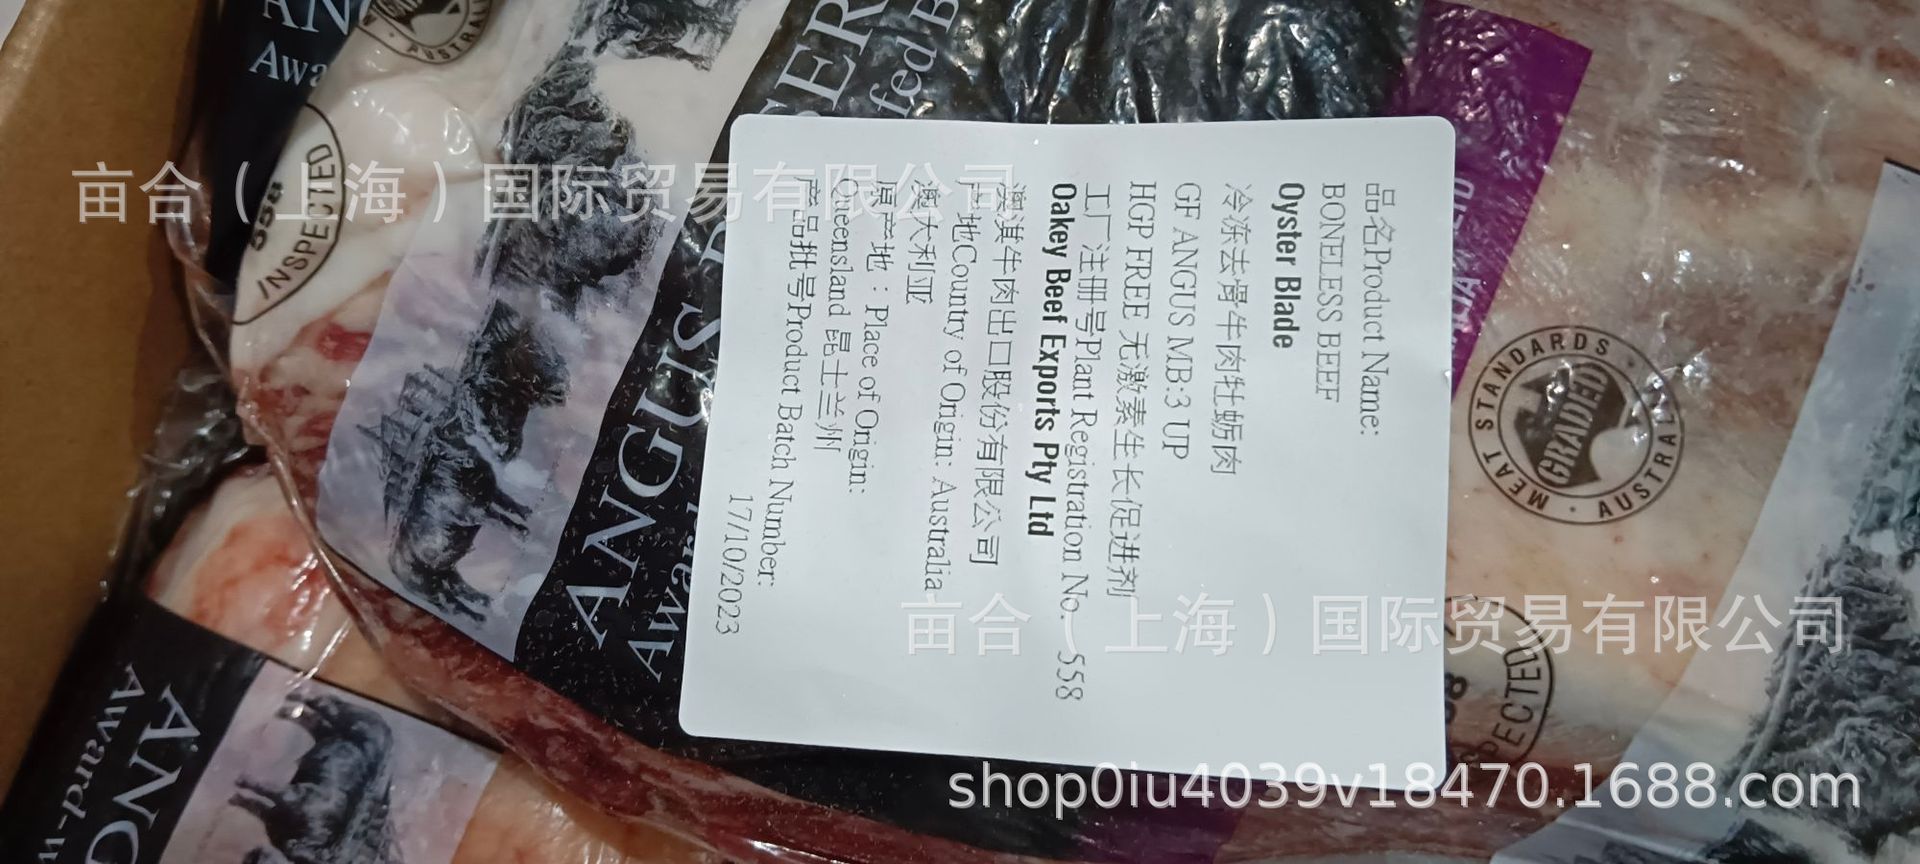 品名Product Name:
BONELESS BEEF
Oyster Blade
冷冻去骨牛肉牡蛎肉
GF ANGUS MB:3 UP
HGP FREE 无激素生长促进剂
工厂注册号Plant Registration No. 558
Oakey Beef Exports Pty Ltd
澳淇牛肉出口股份有限公司
产地Country of Origin: Australia
澳大利亚
原产地：Place of Origin:
Queensland 昆士兰州
产品批号Product Batch Number:
17/10/2023
亩合（上海）国际贸易有限公司
亩合（上海）国际贸易有限公司
shop0iu4039v18470.1688.com
MEAT STANDARDS · AUSTRALIA
GRADED
558
INSPECTED
ANGUS
fed